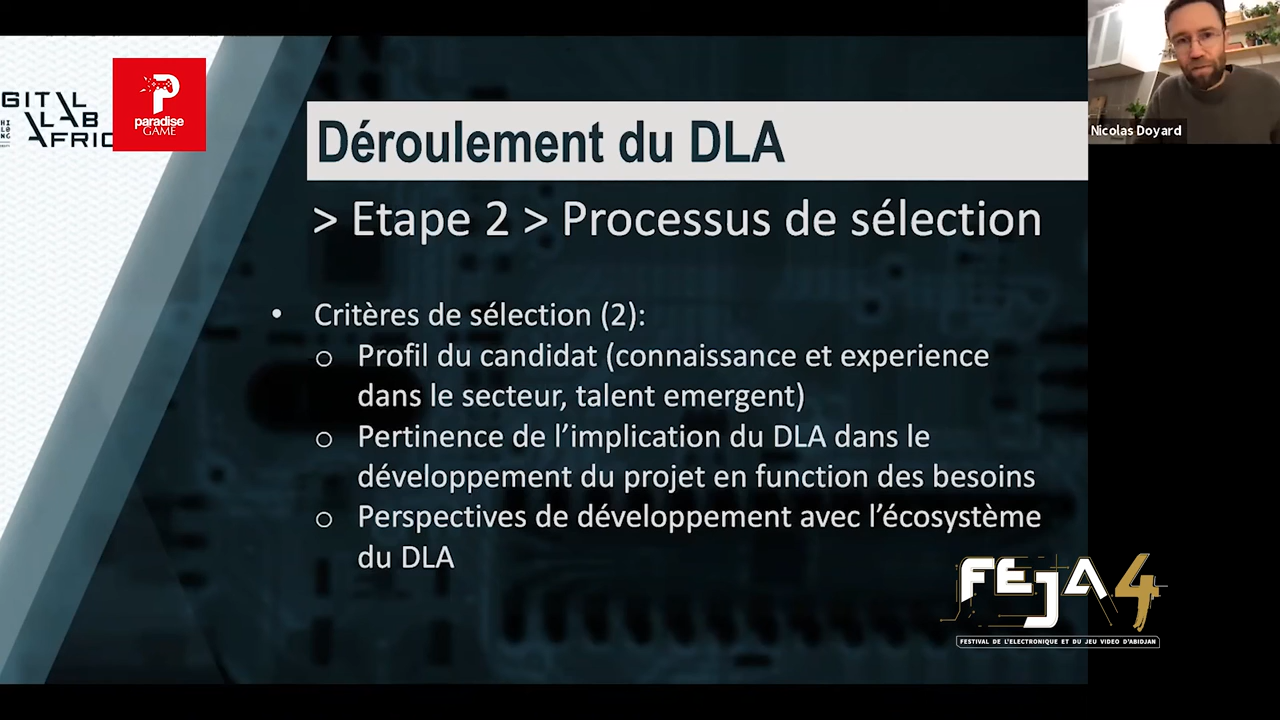 GITAL
LAB
AFRIC
paradise
GAME
Nicolas Doyard
Déroulement du DLA
> Etape 2 > Processus de sélection
• Critères de sélection (2):
o Profil du candidat (connaissance et experience
dans le secteur, talent emergent)
o Pertinence de l’implication du DLA dans le
développement du projet en function des besoins
o Perspectives de développement avec l’écosystème
du DLA
FEJA 4
FESTIVAL DE L'ELECTRONIQUE ET DU JEU VIDEO D'ABIDJAN